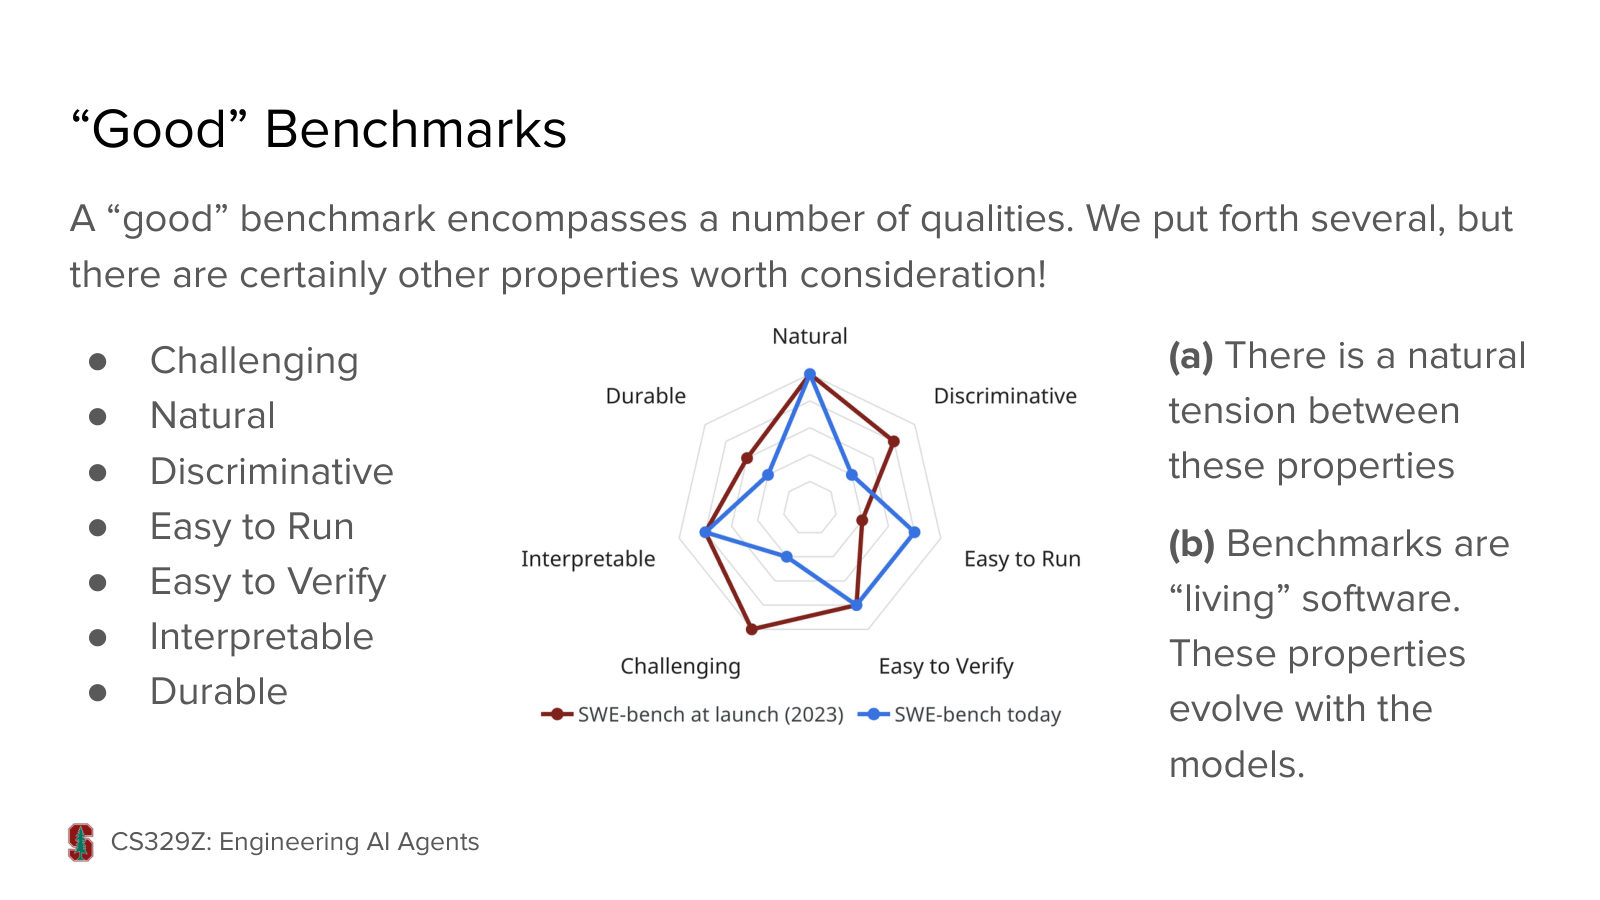 “Good” Benchmarks
A “good” benchmark encompasses a number of qualities. We put forth several, but
there are certainly other properties worth consideration!
● Challenging
● Natural
● Discriminative
● Easy to Run
● Easy to Verify
● Interpretable
● Durable
Natural
Durable
Discriminative
Interpretable
Easy to Run
Challenging
Easy to Verify
SWE-bench at launch (2023)
SWE-bench today
(a) There is a natural
tension between
these properties
(b) Benchmarks are
“living” software.
These properties
evolve with the
models.
S
CS329Z: Engineering AI Agents